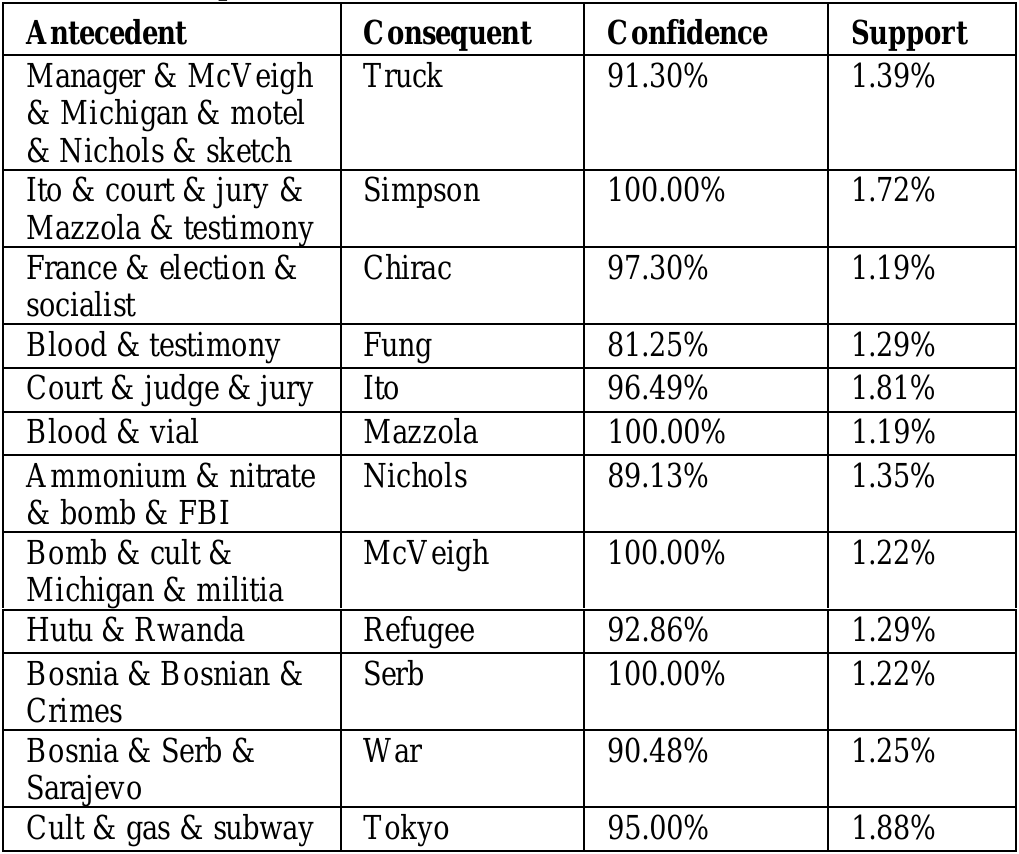 Antecedent Consequent Confidence Support
Manager & McVeigh Truck 91.30% 1.39%
& Michigan & motel
& Nichols & sketch
Ito & court & jury & Simpson 100.00% 1.72%
Mazzola & testimony
France & election & Chirac 97.30% 1.19%
socialist
Blood & testimony Fung 81.25% 1.29%
Court & judge & jury Ito 96.49% 1.81%
Blood & vial Mazzola 100.00% 1.19%
Ammonium & nitrate Nichols 89.13% 1.35%
& bomb & FBI
Bomb & cult & McVeigh 100.00% 1.22%
Michigan & militia
Hutu & Rwanda Refugee 92.86% 1.29%
Bosnia & Bosnian & Serb 100.00% 1.22%
Crimes
Bosnia & Serb & War 90.48% 1.25%
Sarajevo
Cult & gas & subway Tokyo 95.00% 1.88%